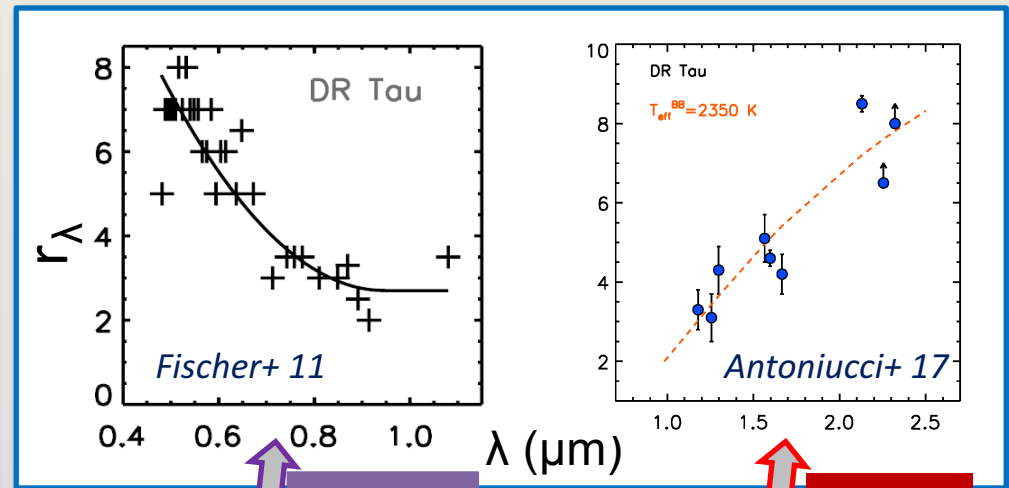 DR Tau
8
6
4
2
0
rλ
Fischer+ 11
0.4 0.6 0.8 1.0
λ (μm)
DR Tau
T_eff^BB=2350 K
10
8
6
4
2
Antoniucci+ 17
1.0 1.5 2.0 2.5